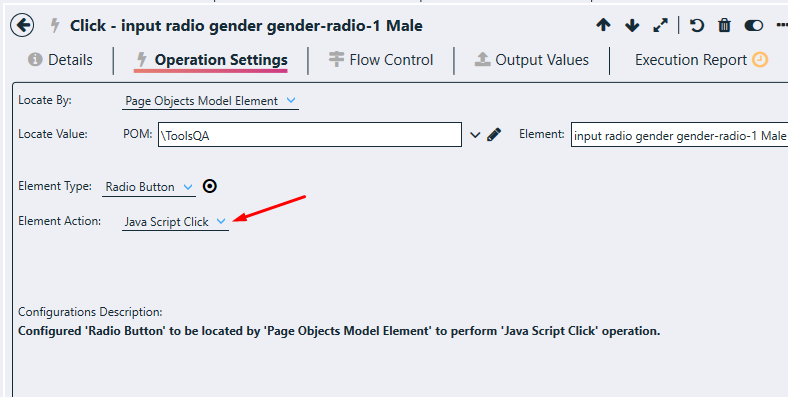 Click - input radio gender gender-radio-1 Male
Details Operation Settings Flow Control Output Values Execution Report
Locate By: Page Objects Model Element
Locate Value: POM: \ToolsQA Element: input radio gender gender-radio-1 Male
Element Type: Radio Button
Element Action: Java Script Click
Configurations Description:
Configured 'Radio Button' to be located by 'Page Objects Model Element' to perform 'Java Script Click' operation.